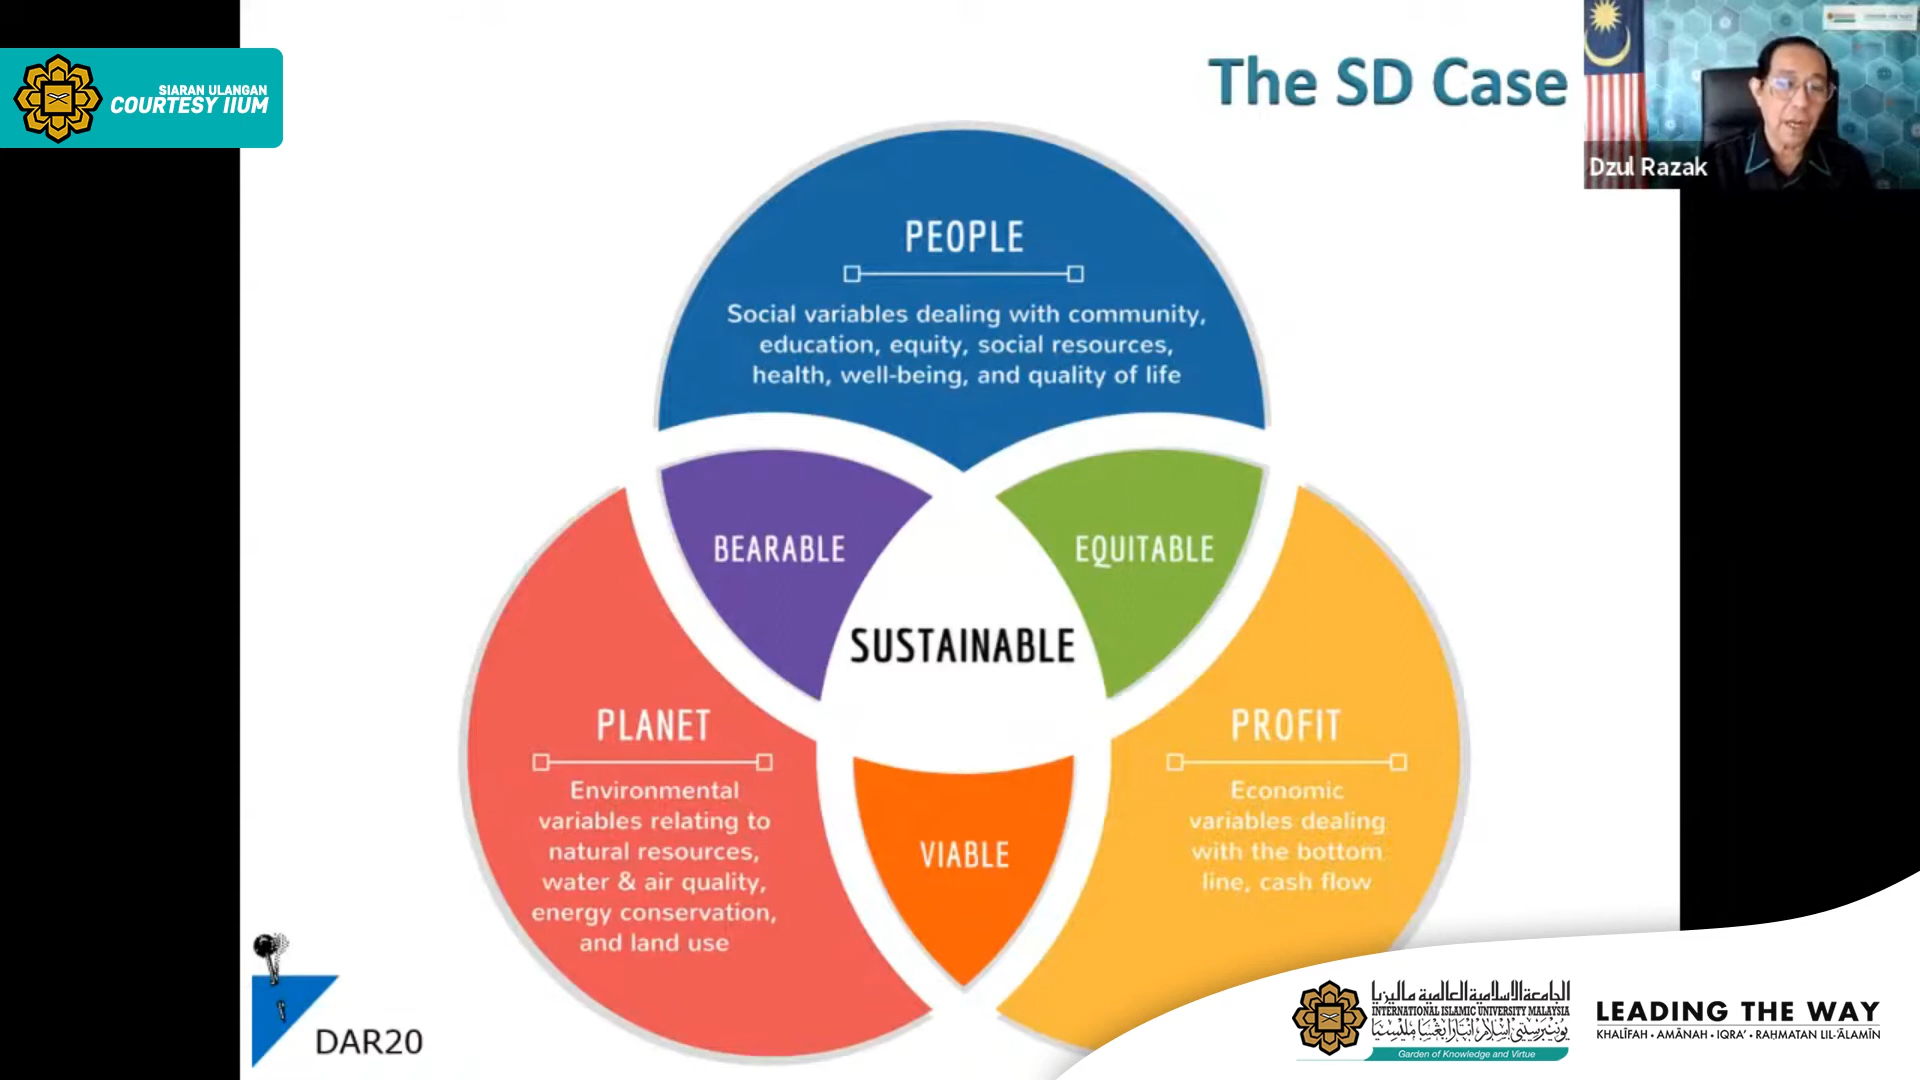 SIARAN ULANGAN
COURTESY IIUM
The SD Case
Dzul Razak
PEOPLE
Social variables dealing with community,
education, equity, social resources,
health, well-being, and quality of life
BEARABLE
EQUITABLE
SUSTAINABLE
PLANET
Environmental
variables relating to
natural resources,
water & air quality,
energy conservation,
and land use
PROFIT
Economic
variables dealing
with the bottom
line, cash flow
VIABLE
DAR20
الجامعة الإسلامية العالمية ماليزيا
INTERNATIONAL ISLAMIC UNIVERSITY MALAYSIA
Garden of Knowledge and Virtue
LEADING THE WAY
KHALĪFAH • AMĀNAH • IQRA’ • RAḤMATAN LIL-ʿĀLAMĪN